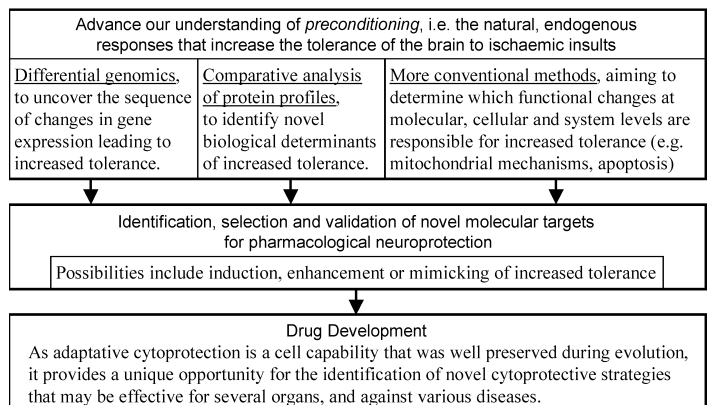 Advance our understanding of preconditioning, i.e. the natural, endogenous
responses that increase the tolerance of the brain to ischaemic insults
Differential genomics,
to uncover the sequence
of changes in gene
expression leading to
increased tolerance.
Comparative analysis
of protein profiles,
to identify novel
biological determinants
of increased tolerance.
More conventional methods, aiming to
determine which functional changes at
molecular, cellular and system levels are
responsible for increased tolerance (e.g.
mitochondrial mechanisms, apoptosis)
Identification, selection and validation of novel molecular targets
for pharmacological neuroprotection
Possibilities include induction, enhancement or mimicking of increased tolerance
Drug Development
As adaptative cytoprotection is a cell capability that was well preserved during evolution,
it provides a unique opportunity for the identification of novel cytoprotective strategies
that may be effective for several organs, and against various diseases.